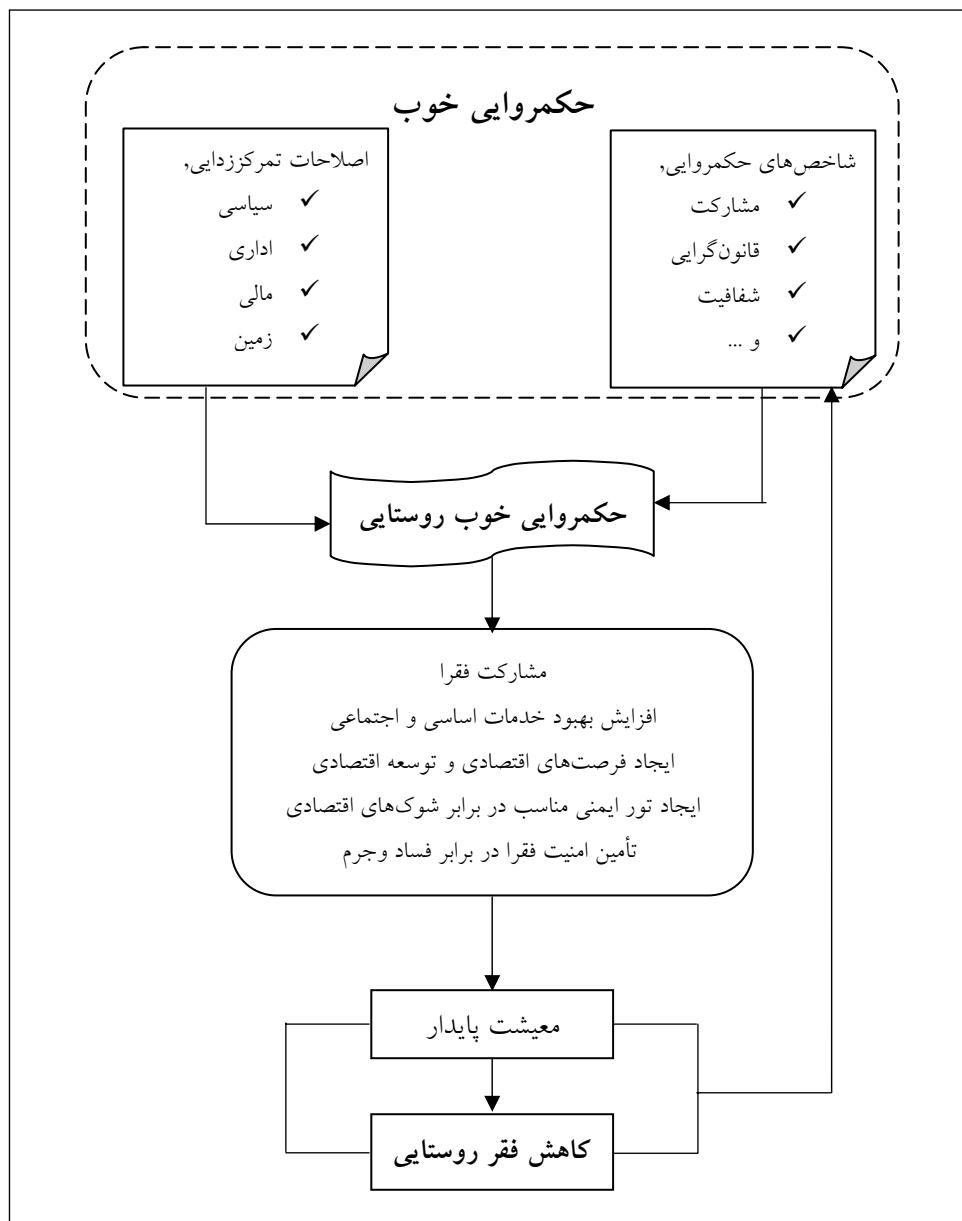 حکمروایی خوب
شاخص‌های حکمروایی,
✓ مشارکت
✓ قانون‌گرایی
✓ شفافیت
✓ و ...
اصلاحات تمرکززدایی,
✓ سیاسی
✓ اداری
✓ مالی
✓ زمین
حکمروایی خوب روستایی
مشارکت فقرا
افزایش بهبود خدمات اساسی و اجتماعی
ایجاد فرصت‌های اقتصادی و توسعه اقتصادی
ایجاد تور ایمنی مناسب در برابر شوک‌های اقتصادی
تأمین امنیت فقرا در برابر فساد وجرم
معیشت پایدار
کاهش فقر روستایی